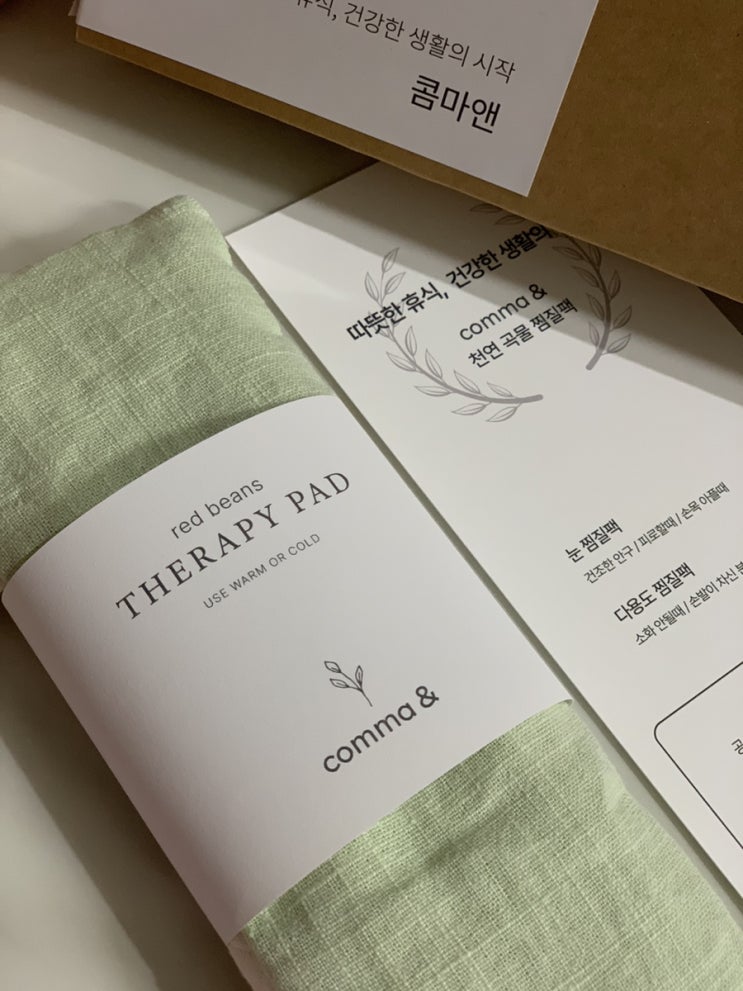 휴식, 건강한 생활의 시작
콤마앤
따뜻한 휴식, 건강한 생활의
comma &
천연 곡물 찜질팩
눈 찜질팩
건조한 안구 / 피로할때 / 손목 아플때
다용도 찜질팩
소화 안될때 / 손발이 차신
red beans
THERAPY PAD
USE WARM OR COLD
comma &